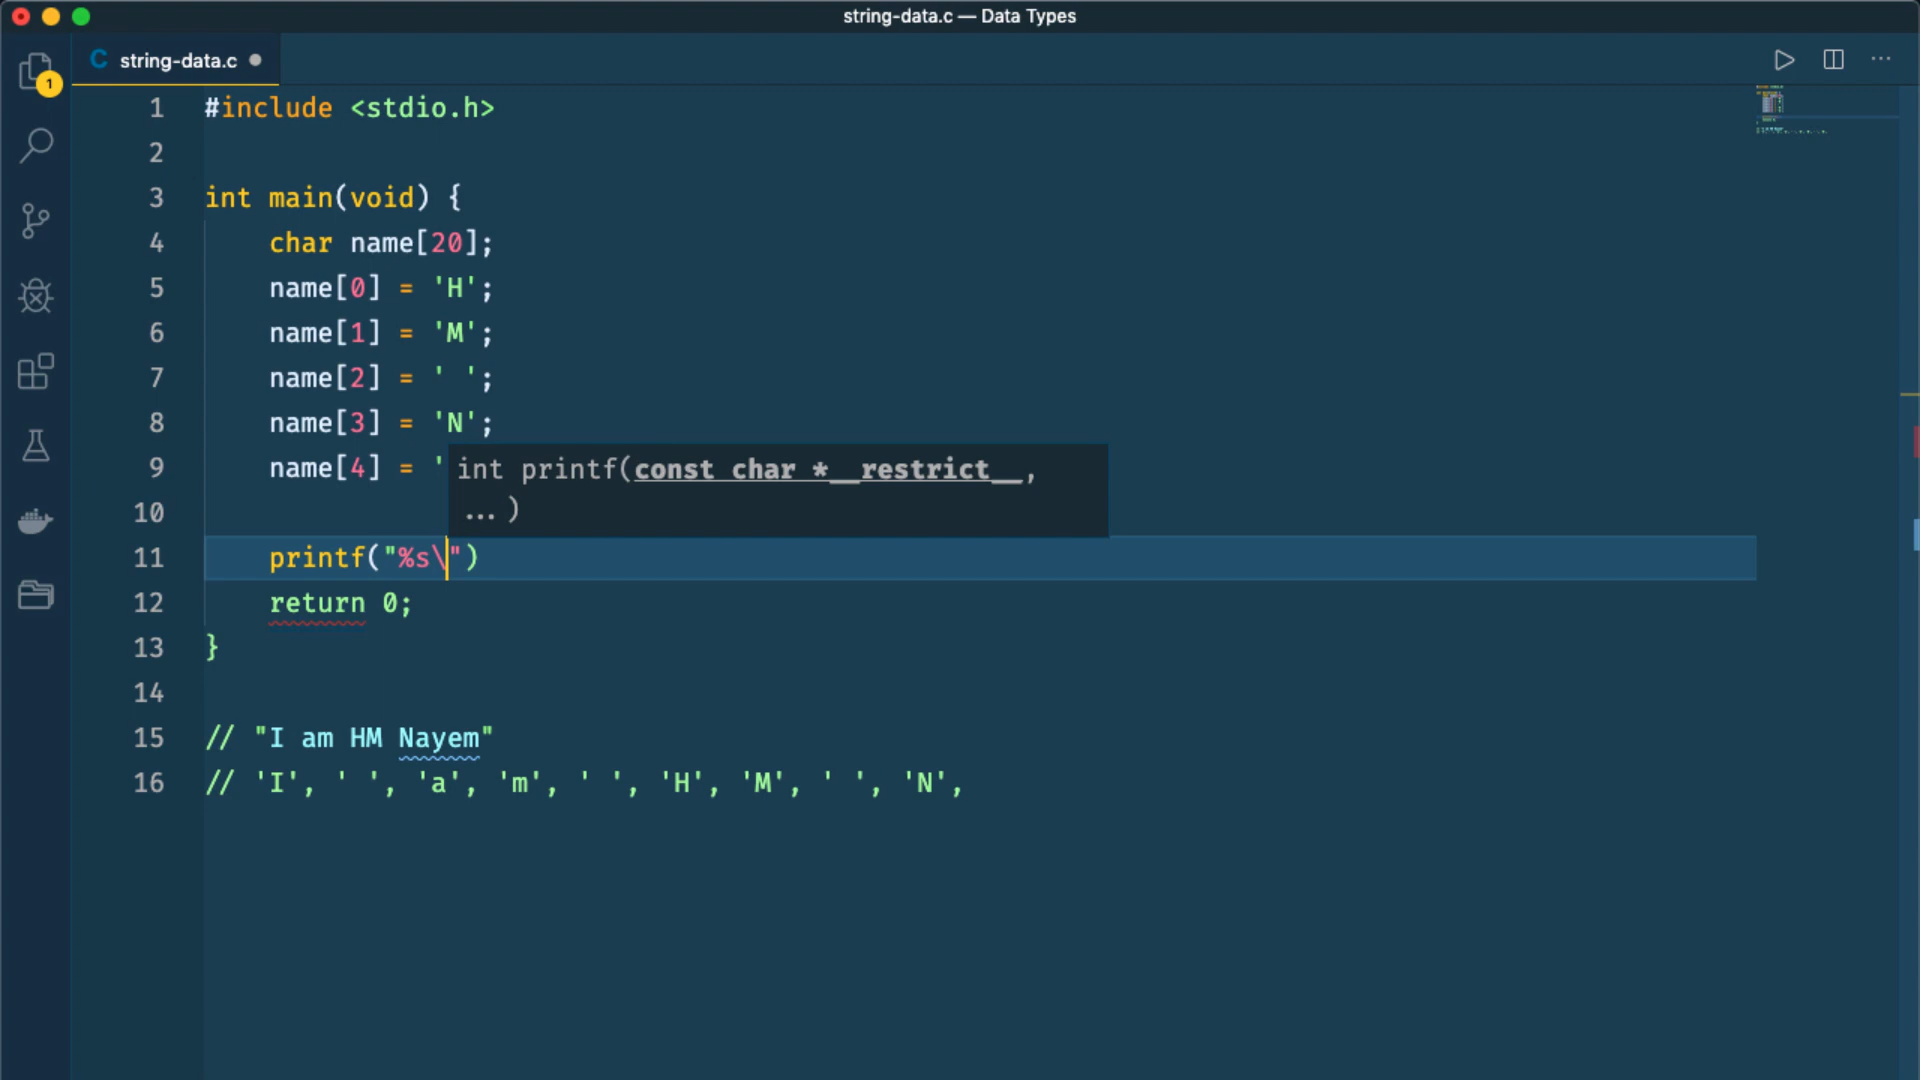 string-data.c — Data Types
1
C string-data.c
1 #include <stdio.h>
2
3 int main(void) {
4 char name[20];
5 name[0] = 'H';
6 name[1] = 'M';
7 name[2] = ' ';
8 name[3] = 'N';
9 name[4] = '
int printf(const char *__restrict__,
...)
10
11 printf("%s\")
12 return 0;
13 }
14
15 // "I am HM Nayem"
16 // 'I', ' ', 'a', 'm', ' ', 'H', 'M', ' ', 'N',